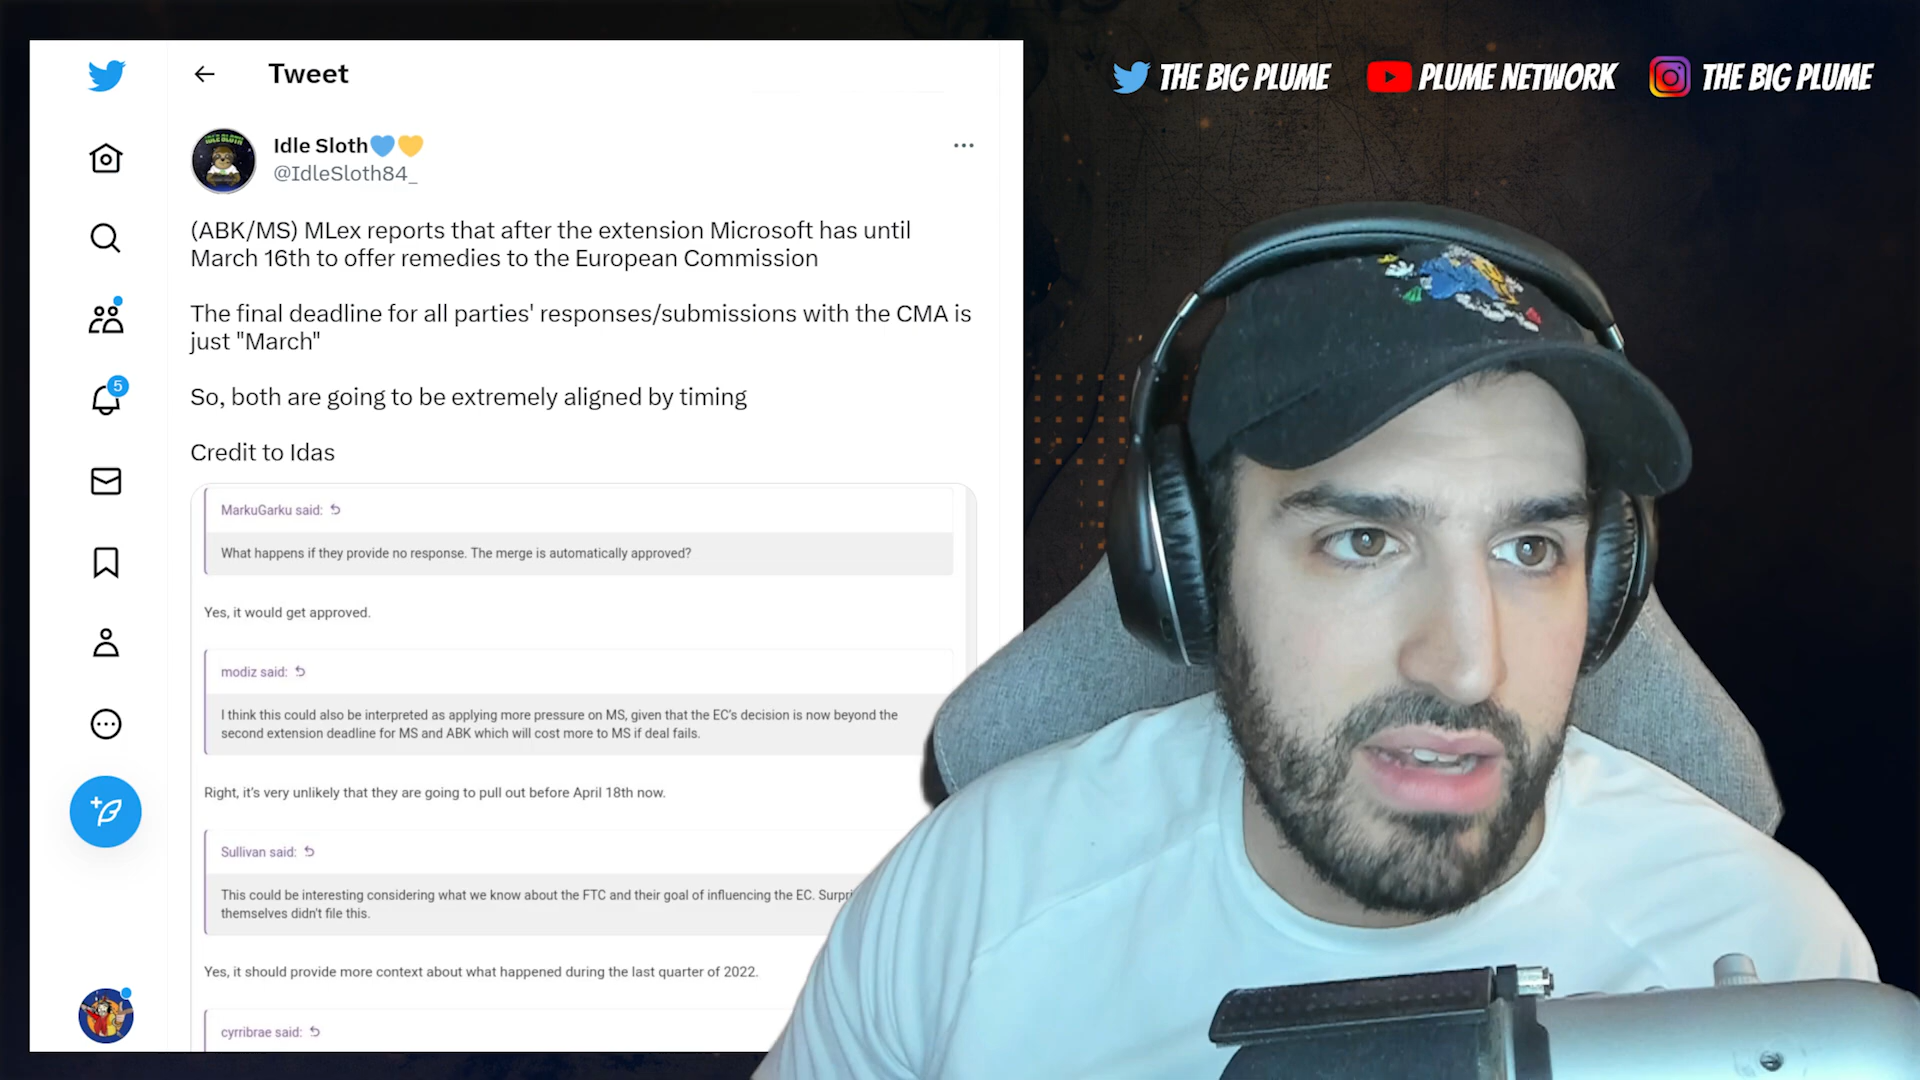 THE BIG PLUME PLUME NETWORK THE BIG PLUME
Tweet
Idle Sloth
@IdleSloth84_
(ABK/MS) MLex reports that after the extension Microsoft has until
March 16th to offer remedies to the European Commission
The final deadline for all parties' responses/submissions with the CMA is
just "March"
So, both are going to be extremely aligned by timing
Credit to Idas
MarkuGarku said:
What happens if they provide no response. The merge is automatically approved?
Yes, it would get approved.
modiz said:
I think this could also be interpreted as applying more pressure on MS, given that the EC's decision is now beyond the
second extension deadline for MS and ABK which will cost more to MS if deal fails.
Right, it's very unlikely that they are going to pull out before April 18th now.
Sullivan said:
This could be interesting considering what we know about the FTC and their goal of influencing the EC.
themselves didn't file this.
Yes, it should provide more context about what happened during the last quarter of 2022.
cyrribrae said:
5
IDLE SLOTH